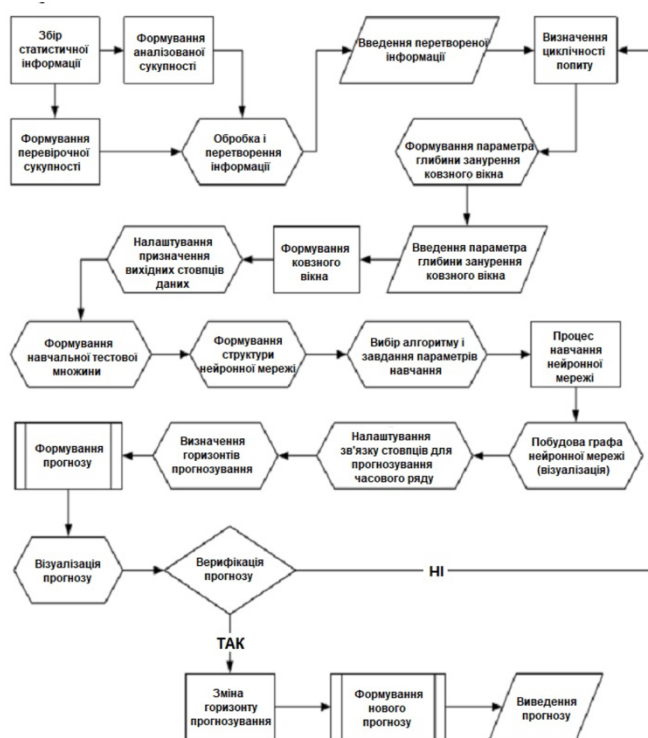 Збір
статистичної
інформації
Формування
аналізованої
сукупності
Введення перетвореної
інформації
Визначення
циклічності
попиту
Формування
перевірочної
сукупності
Обробка і
перетворення
інформації
Формування параметра
глибини занурення
ковзного вікна
Налаштування
призначення
вихідних стовпців
даних
Формування
ковзного
вікна
Введення параметра
глибини занурення
ковзного вікна
Формування
навчальної тестової
множини
Формування
структури
нейронної мережі
Вибір алгоритму і
завдання параметрів
навчання
Процес
навчання
нейронної
мережі
Формування
прогнозу
Визначення
горизонтів
прогнозування
Налаштування
зв'язку стовпців для
прогнозування
часового ряду
Побудова графа
нейронної мережі
(візуалізація)
Візуалізація
прогнозу
Верифікація
прогнозу
НІ
ТАК
Зміна
горизонту
прогнозування
Формування
нового
прогнозу
Виведення
прогнозу